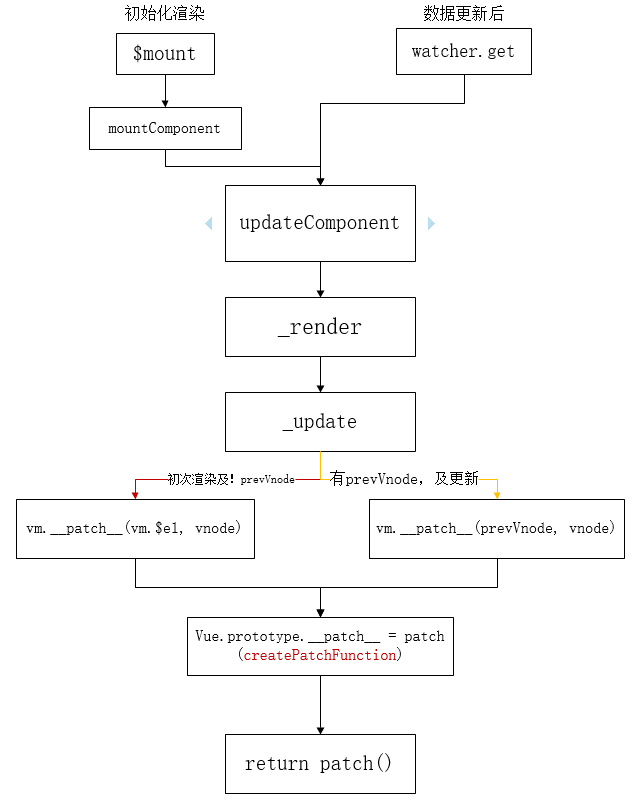 初始化渲染
数据更新后
$mount
watcher.get
mountComponent
updateComponent
_render
_update
初次渲染及! prevVnode
有prevVnode, 及更新
vm.__patch__(vm.$el, vnode)
vm.__patch__(prevVnode, vnode)
Vue.prototype.__patch__ = patch
(createPatchFunction)
return patch()